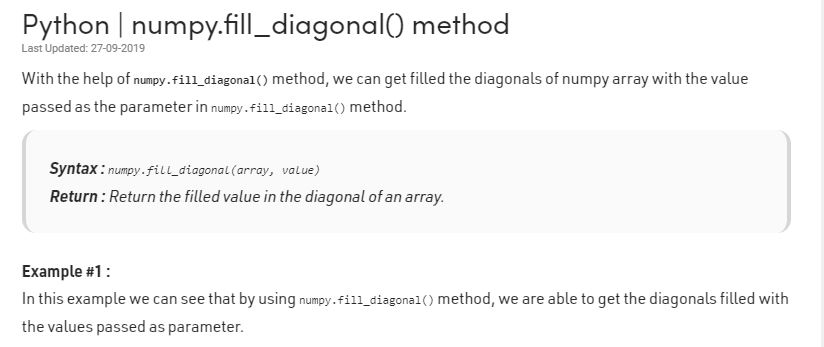 Python | numpy.fill_diagonal() method
Last Updated: 27-09-2019
With the help of numpy.fill_diagonal() method, we can get filled the diagonals of numpy array with the value
passed as the parameter in numpy.fill_diagonal() method.
Syntax : numpy.fill_diagonal(array, value)
Return : Return the filled value in the diagonal of an array.
Example #1 :
In this example we can see that by using numpy.fill_diagonal() method, we are able to get the diagonals filled with
the values passed as parameter.